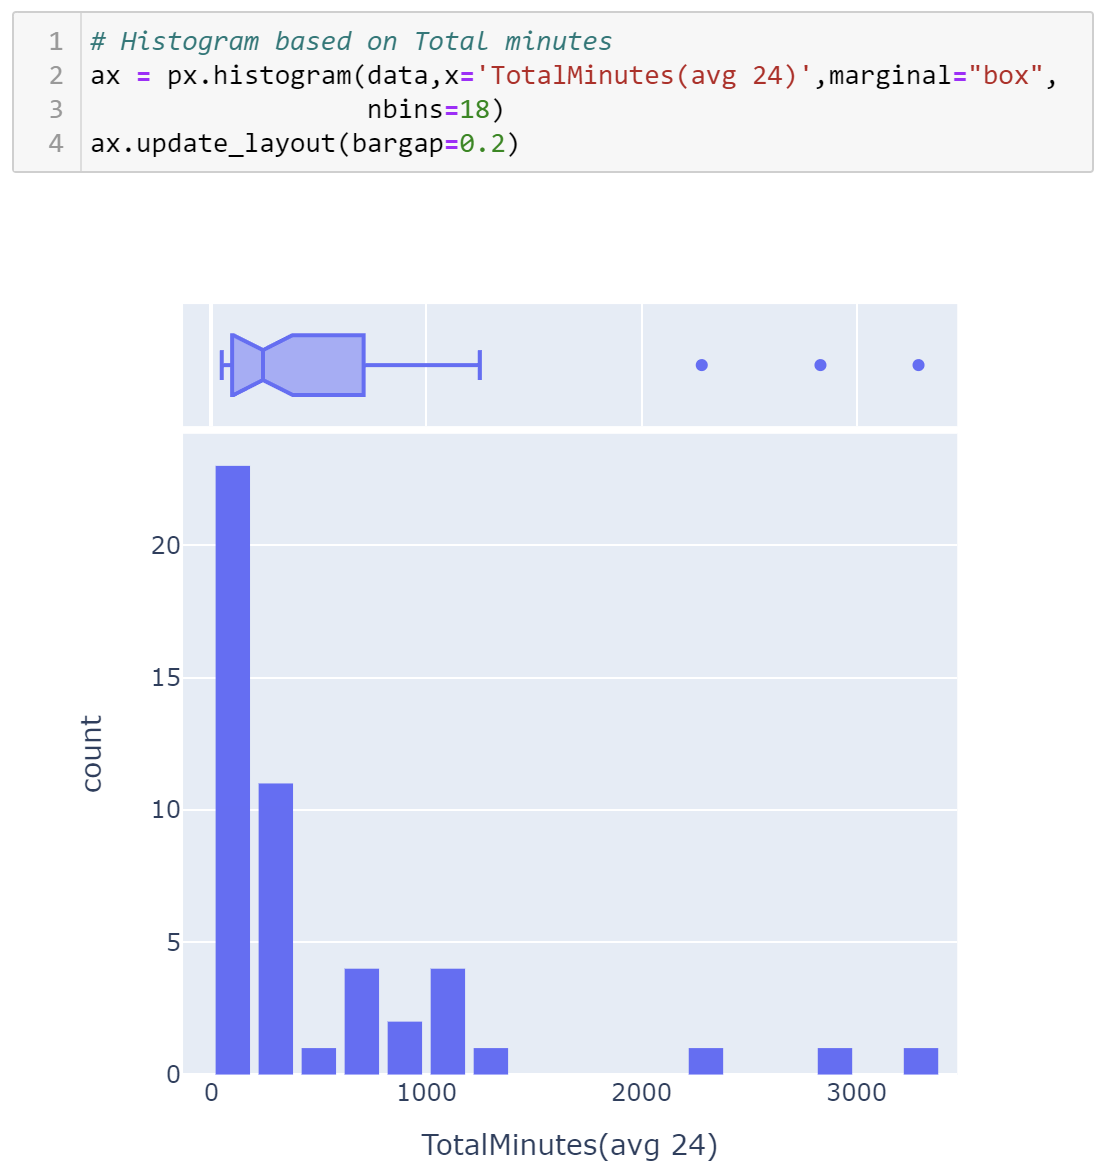 1 # Histogram based on Total minutes
2 ax = px.histogram(data,x='TotalMinutes(avg 24)',marginal="box",
3                   nbins=18)
4 ax.update_layout(bargap=0.2)
20
15
count
10
5
0
0 1000 2000 3000
TotalMinutes(avg 24)